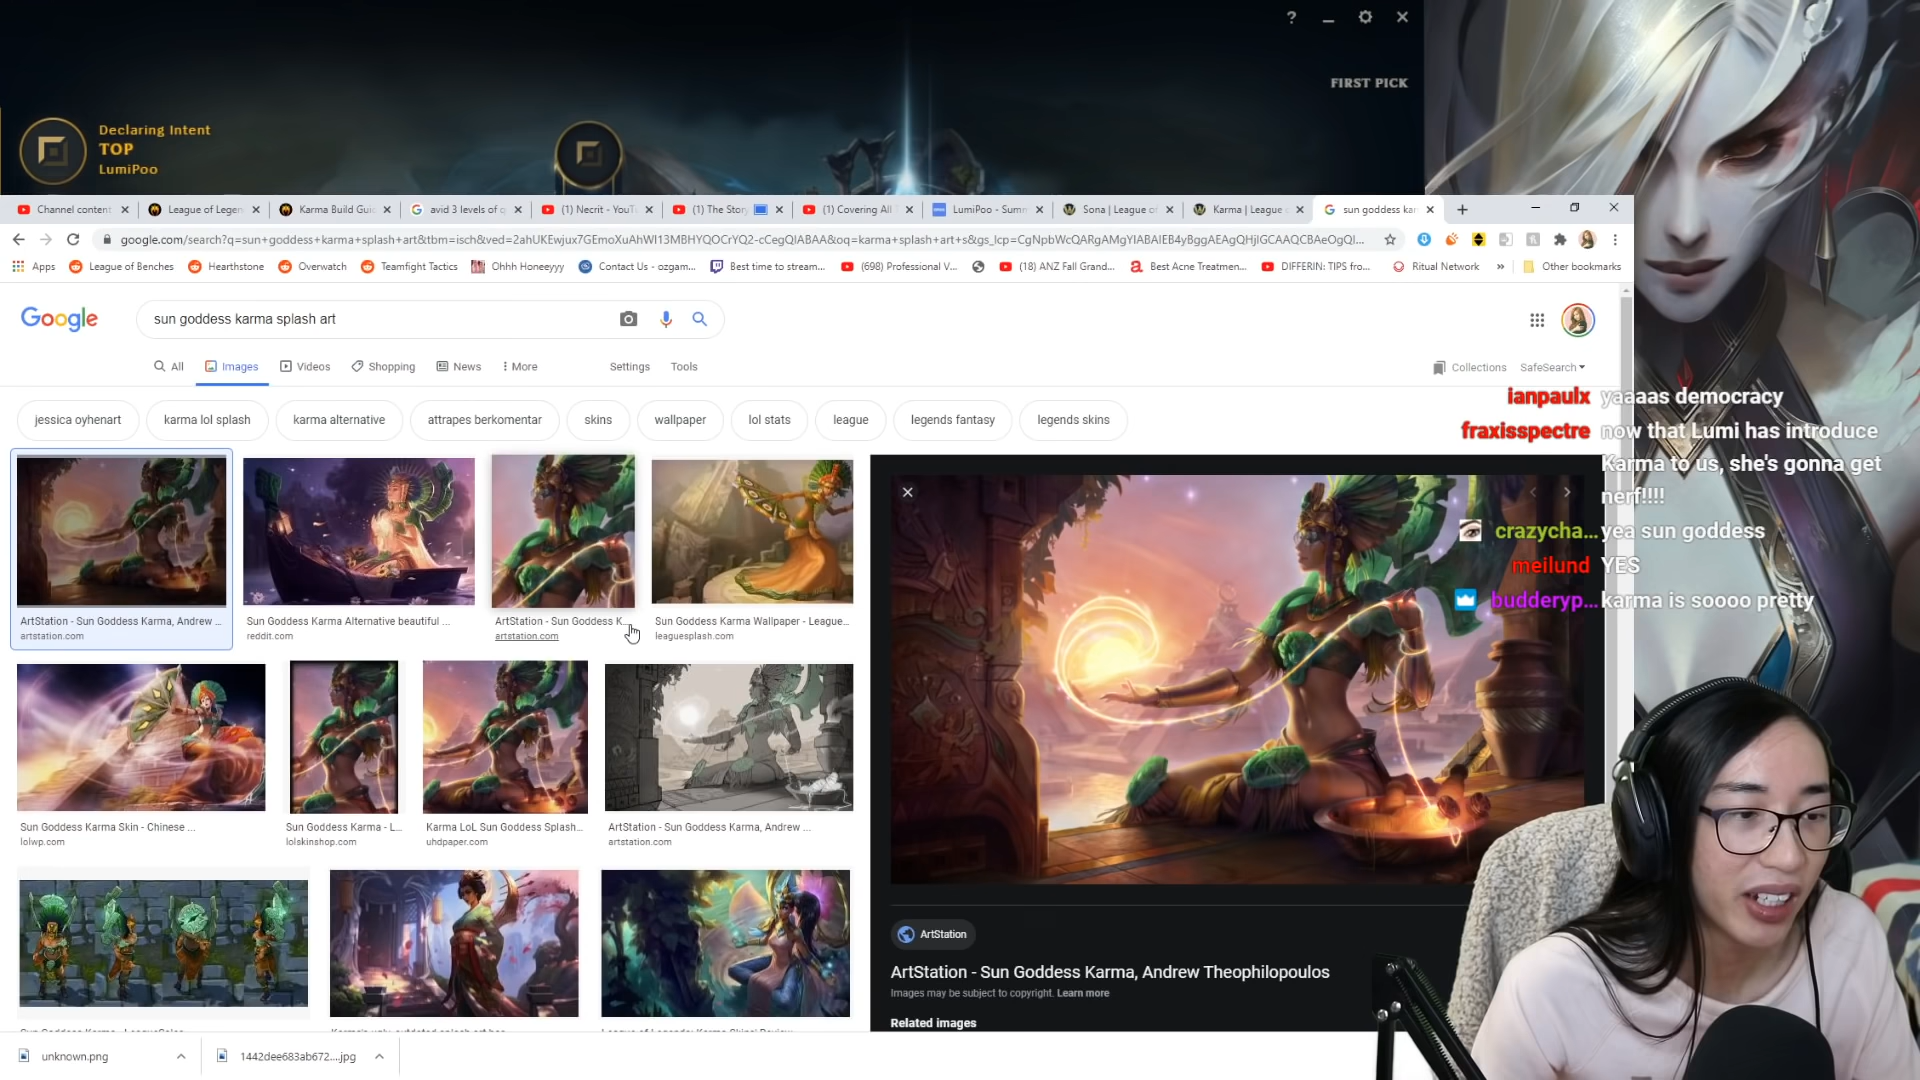 FIRST PICK
Declaring Intent
TOP
LumiPoo
Channel content
League of Legen
Karma Build Gui
avid 3 levels of q
(1) Necrit - YouTu
(1) The Story
(1) Covering All
LumiPoo - Summ
Sona | League of
Karma | League
sun goddess kar
google.com/search?q=sun+goddess+karma+splash+art&tbm=isch&ved=2ahUKEwjux7GEmoXuAhWI13MBHYQOCrYQ2-cCegQIABAA&oq=karma+splash+art+s&gs_lcp=CgNpbWcQARgAMgYIABAIEB4yBggAEAgQHjIGCAAQCBAeOgQI...
Apps
League of Benches
Hearthstone
Overwatch
Teamfight Tactics
Ohhh Honeeyyy
Contact Us - ozgam...
Best time to stream...
(698) Professional V...
(18) ANZ Fall Grand...
Best Acne Treatmen...
DIFFERIN: TIPS fro...
Ritual Network
»
Other bookmarks
Google
sun goddess karma splash art
All
Images
Videos
Shopping
News
More
Settings
Tools
Collections
SafeSearch
jessica oyhenart
karma lol splash
karma alternative
attrapes berkomentar
skins
wallpaper
lol stats
league
legends fantasy
legends skins
ianpaulx yaaaas democracy
fraxisspectre now that Lumi has introduce
Karma to us, she's gonna get
nerf!!!!
crazycha... yea sun goddess
meilund YES
budderyp... karma is soooo pretty
ArtStation - Sun Goddess Karma, Andrew ...
artstation.com
Sun Goddess Karma Alternative beautiful ...
reddit.com
ArtStation - Sun Goddess K...
artstation.com
Sun Goddess Karma Wallpaper - League...
leaguesplash.com
Sun Goddess Karma Skin - Chinese ...
lolwp.com
Sun Goddess Karma - L...
lolskinshop.com
Karma LoL Sun Goddess Splash...
uhdpaper.com
ArtStation - Sun Goddess Karma, Andrew ...
artstation.com
ArtStation
ArtStation - Sun Goddess Karma, Andrew Theophilopoulos
Images may be subject to copyright. Learn more
Related images
unknown.png
1442dee683ab672....jpg